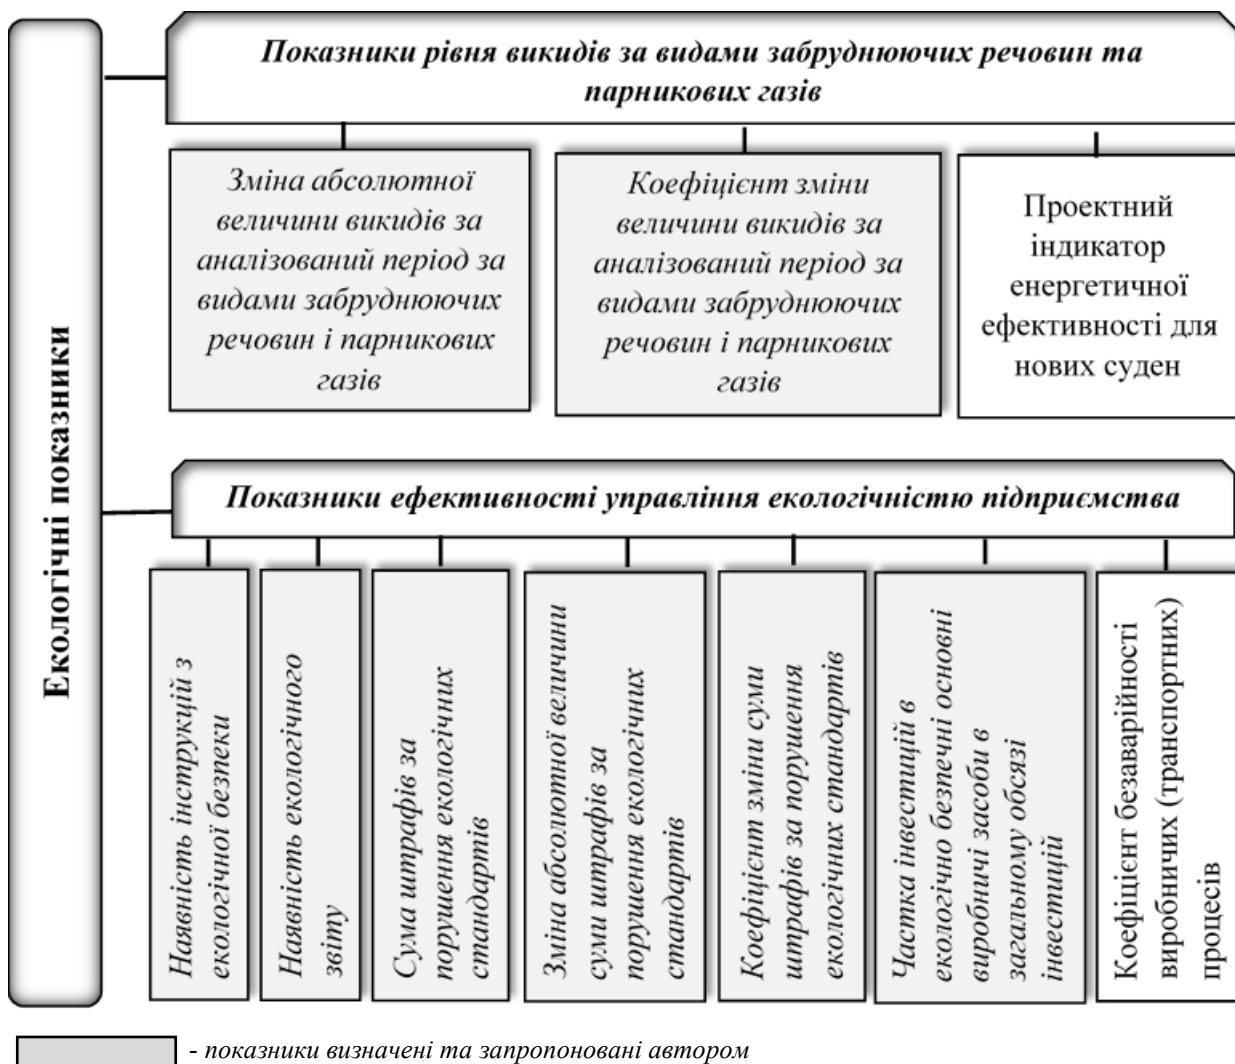 Екологічні показники
Показники рівня викидів за видами забруднюючих речовин та
парникових газів
Зміна абсолютної
величини викидів за
аналізований період за
видами забруднюючих
речовин і парникових
газів
Коефіцієнт зміни
величини викидів за
аналізований період за
видами забруднюючих
речовин і парникових
газів
Проектний
індикатор
енергетичної
ефективності для
нових суден
Показники ефективності управління екологічністю підприємства
Наявність інструкцій з
екологічної безпеки
Наявність екологічного
звіту
Сума штрафів за
порушення екологічних
стандартів
Зміна абсолютної величини
суми штрафів за
порушення екологічних
стандартів
Коефіцієнт зміни суми
штрафів за порушення
екологічних стандартів
Частка інвестицій в
екологічно безпечні основні
виробничі засоби в
загальному обсязі
інвестицій
Коефіцієнт безаварійності
виробничих (транспортних)
процесів
- показники визначені та запропоновані автором